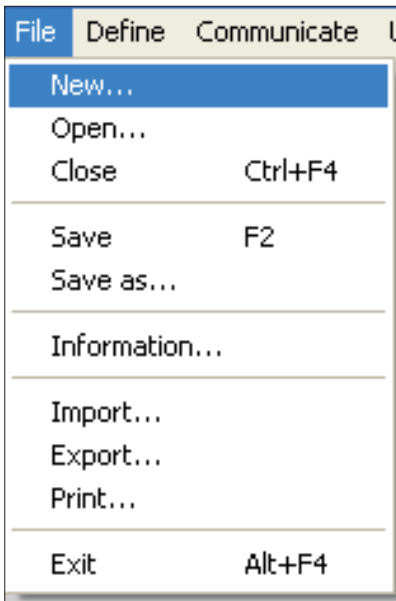 File Define Communicate
New...
Open...
Close Ctrl+F4
Save F2
Save as...
Information...
Import...
Export...
Print...
Exit Alt+F4